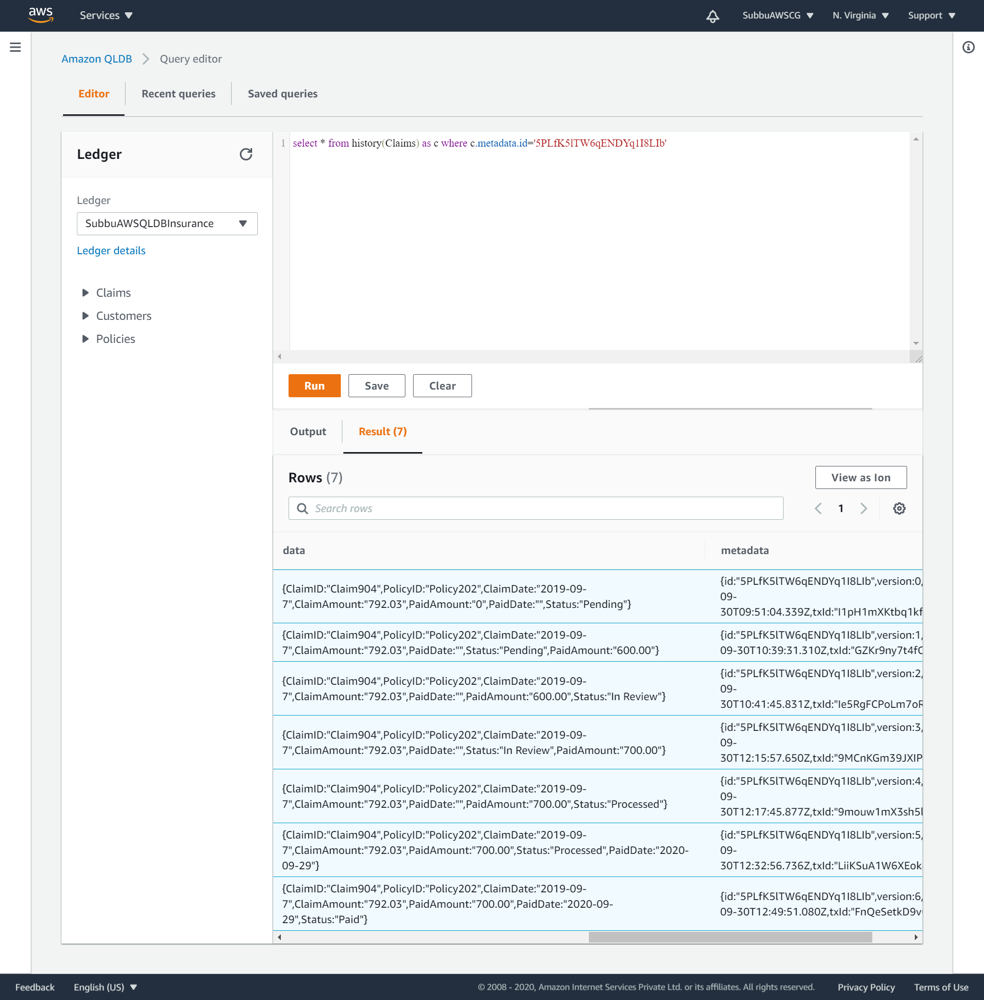 aws Services SubbuAWSCG N. Virginia Support
Amazon QLDB Query editor
Editor Recent queries Saved queries
Ledger
Ledger
SubbuAWSQLDBInsurance
Ledger details
Claims
Customers
Policies
1 select * from history(Claims) as c where c.metadata.id='5PLfK5lTW6qENDYq1I8LIb'
Run Save Clear
Output Result (7)
Rows (7) View as Ion
Search rows 1
data metadata
{ClaimID:"Claim904",PolicyID:"Policy202",ClaimDate:"2019-09-
7",ClaimAmount:"792.03",PaidAmount:"0",PaidDate:"",Status:"Pending"}
{id:"5PLfK5lTW6qENDYq1I8LIb",version:0,
09-
30T09:51:04.339Z,txId:"I1pH1mXKtbq1kf
{ClaimID:"Claim904",PolicyID:"Policy202",ClaimDate:"2019-09-
7",ClaimAmount:"792.03",PaidDate:"",Status:"Pending",PaidAmount:"600.00"}
{id:"5PLfK5lTW6qENDYq1I8LIb",version:1,
09-30T10:39:31.310Z,txId:"GZKr9ny7t4fC
{ClaimID:"Claim904",PolicyID:"Policy202",ClaimDate:"2019-09-
7",ClaimAmount:"792.03",PaidDate:"",PaidAmount:"600.00",Status:"In Review"}
{id:"5PLfK5lTW6qENDYq1I8LIb",version:2,
09-
30T10:41:45.831Z,txId:"Ie5RgFCPoLm7oR
{ClaimID:"Claim904",PolicyID:"Policy202",ClaimDate:"2019-09-
7",ClaimAmount:"792.03",PaidDate:"",Status:"In Review",PaidAmount:"700.00"}
{id:"5PLfK5lTW6qENDYq1I8LIb",version:3,
09-
30T12:15:57.650Z,txId:"9MCnKGm39JXIP
{ClaimID:"Claim904",PolicyID:"Policy202",ClaimDate:"2019-09-
7",ClaimAmount:"792.03",PaidDate:"",PaidAmount:"700.00",Status:"Processed"}
{id:"5PLfK5lTW6qENDYq1I8LIb",version:4,
09-
30T12:17:45.877Z,txId:"9mouw1mX3sh5l
{ClaimID:"Claim904",PolicyID:"Policy202",ClaimDate:"2019-09-
7",ClaimAmount:"792.03",PaidAmount:"700.00",Status:"Processed",PaidDate:"2020-
09-29"}
{id:"5PLfK5lTW6qENDYq1I8LIb",version:5,
09-
30T12:32:56.736Z,txId:"LiiKSuA1W6XEok
{ClaimID:"Claim904",PolicyID:"Policy202",ClaimDate:"2019-09-
7",ClaimAmount:"792.03",PaidAmount:"700.00",PaidDate:"2020-09-
29",Status:"Paid"}
{id:"5PLfK5lTW6qENDYq1I8LIb",version:6,
09-30T12:49:51.080Z,txId:"FnQeSetkD9v
Feedback English (US) © 2008 - 2020, Amazon Internet Services Private Ltd. or its affiliates. All rights reserved. Privacy Policy Terms of Use